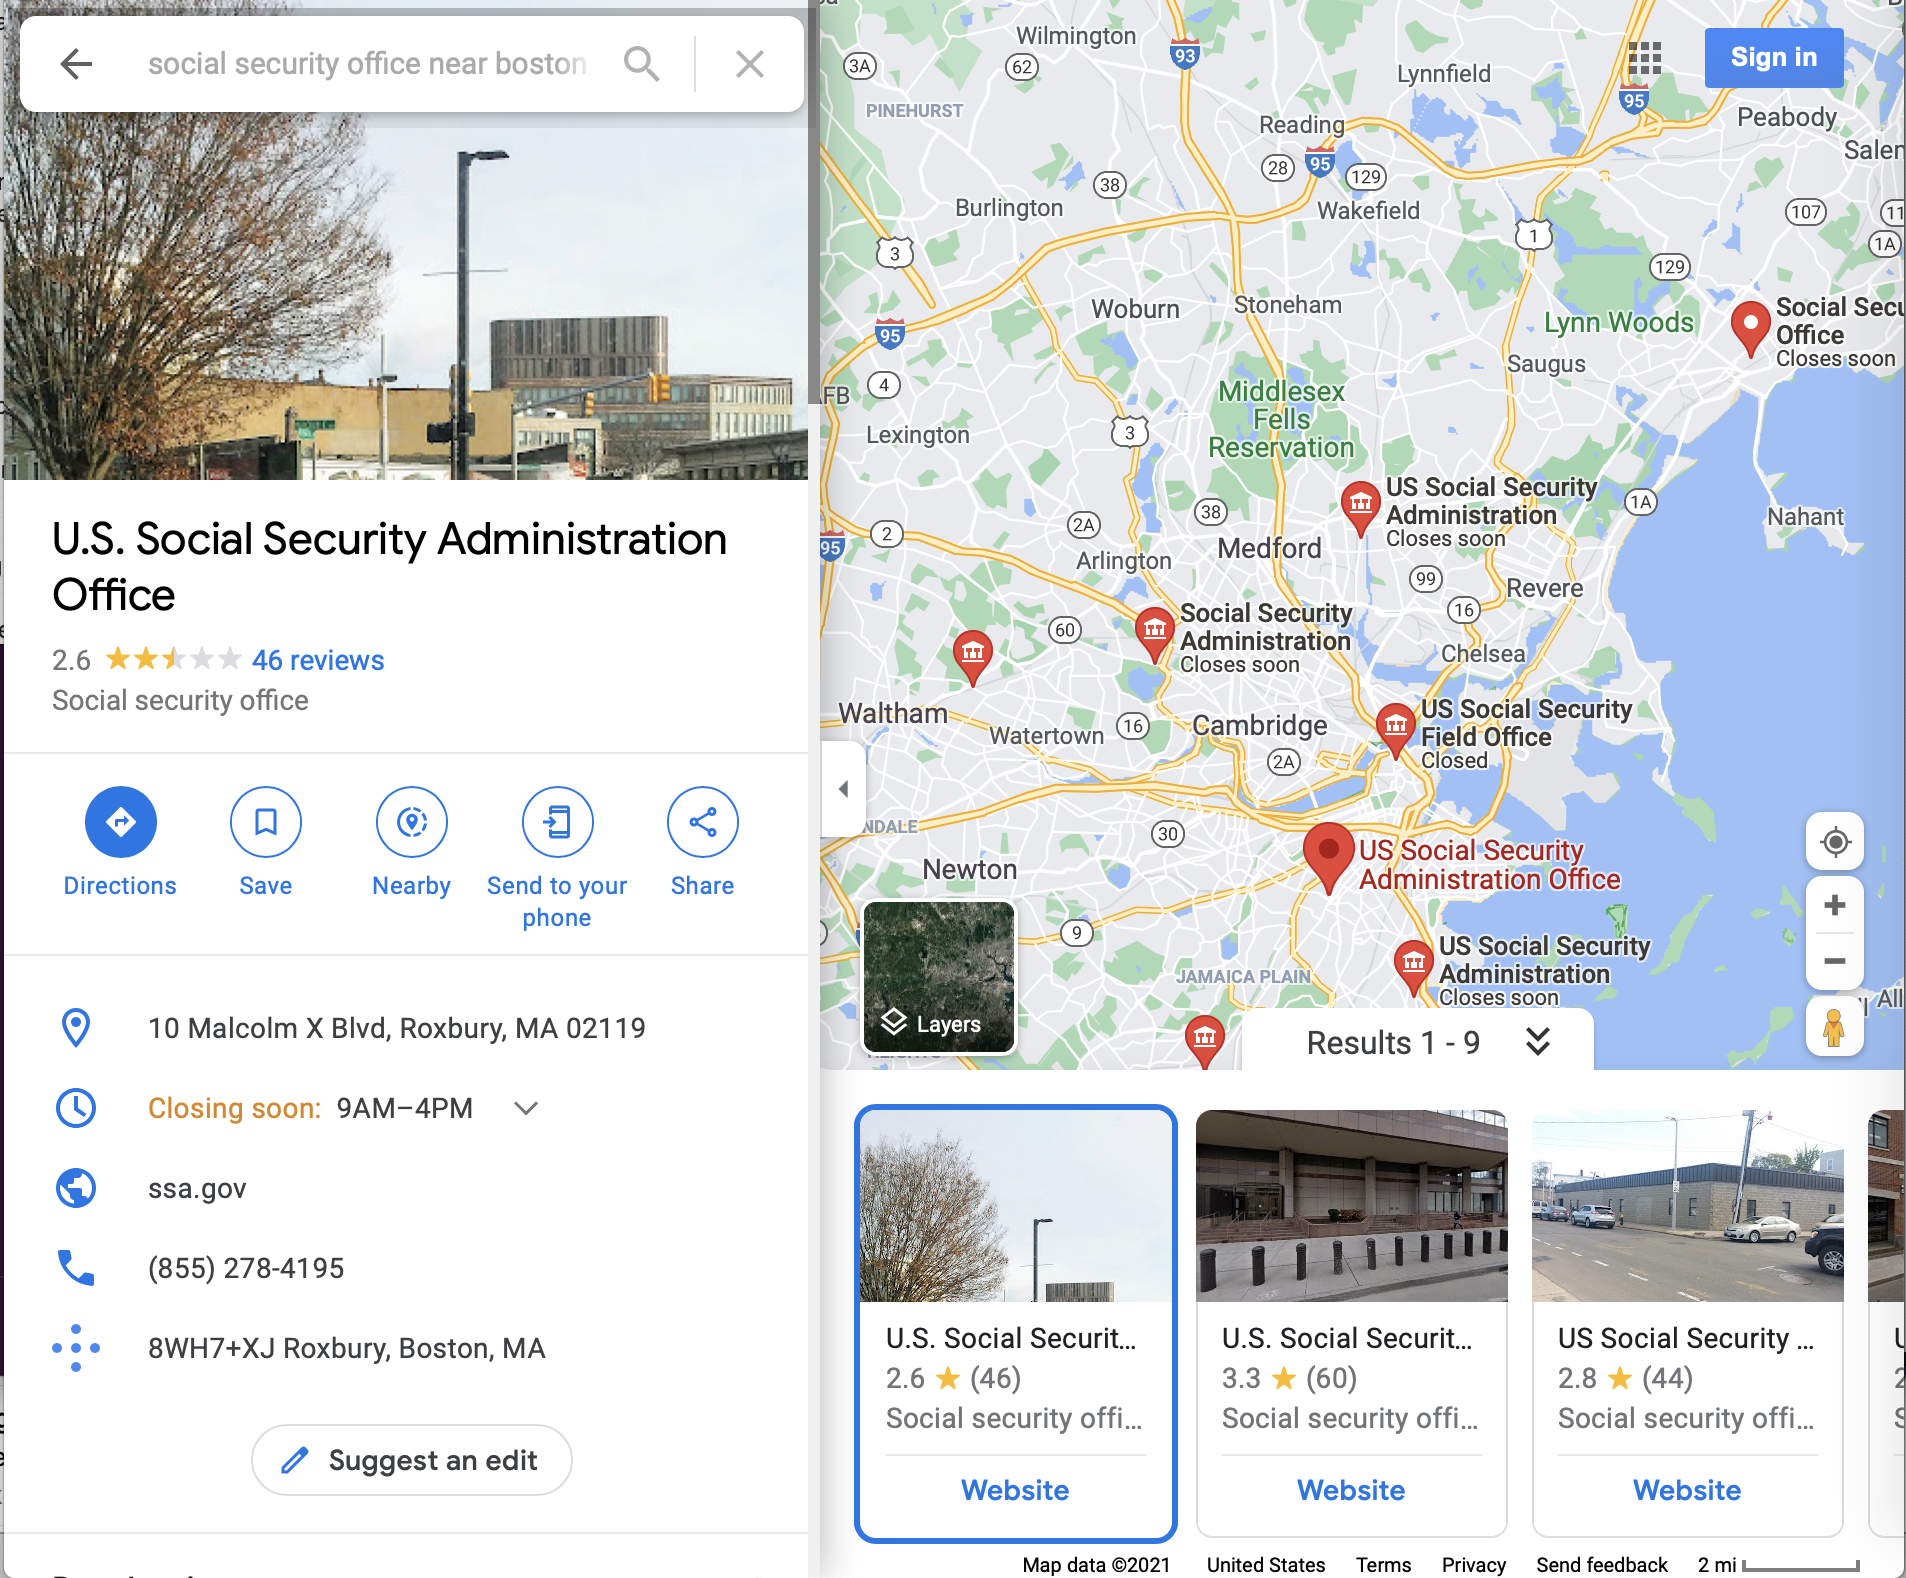 social security office near boston
U.S. Social Security Administration
Office
2.6 46 reviews
Social security office
Directions
Save
Nearby
Send to your
phone
Share
10 Malcolm X Blvd, Roxbury, MA 02119
Closing soon: 9AM–4PM
ssa.gov
(855) 278-4195
8WH7+XJ Roxbury, Boston, MA
Suggest an edit
Sign in
Wilmington
93
3A
62
Lynnfield
95
PINEHURST
Peabody
Reading
28
95
129
Salem
38
Burlington
Wakefield
107
3
1
1A
129
Woburn
Stoneham
95
Lynn Woods
Social Secu
Office
Closes soon
Saugus
4
FB
Middlesex
Fells
Reservation
3
Lexington
US Social Security
Administration
Closes soon
1A
Nahant
2
95
2A
38
Medford
Arlington
99
Revere
16
Social Security
Administration
Closes soon
60
Chelsea
Waltham
Watertown
16
Cambridge
2A
US Social Security
Field Office
Closed
NDALE
30
Newton
US Social Security
Administration Office
9
JAMAICA PLAIN
US Social Security
Administration
Closes soon
All
Layers
Results 1 - 9
U.S. Social Securit...
2.6 (46)
Social security offi...
Website
U.S. Social Securit...
3.3 (60)
Social security offi...
Website
US Social Security ...
2.8 (44)
Social security offi...
Website
Map data ©2021 United States Terms Privacy Send feedback 2 mi